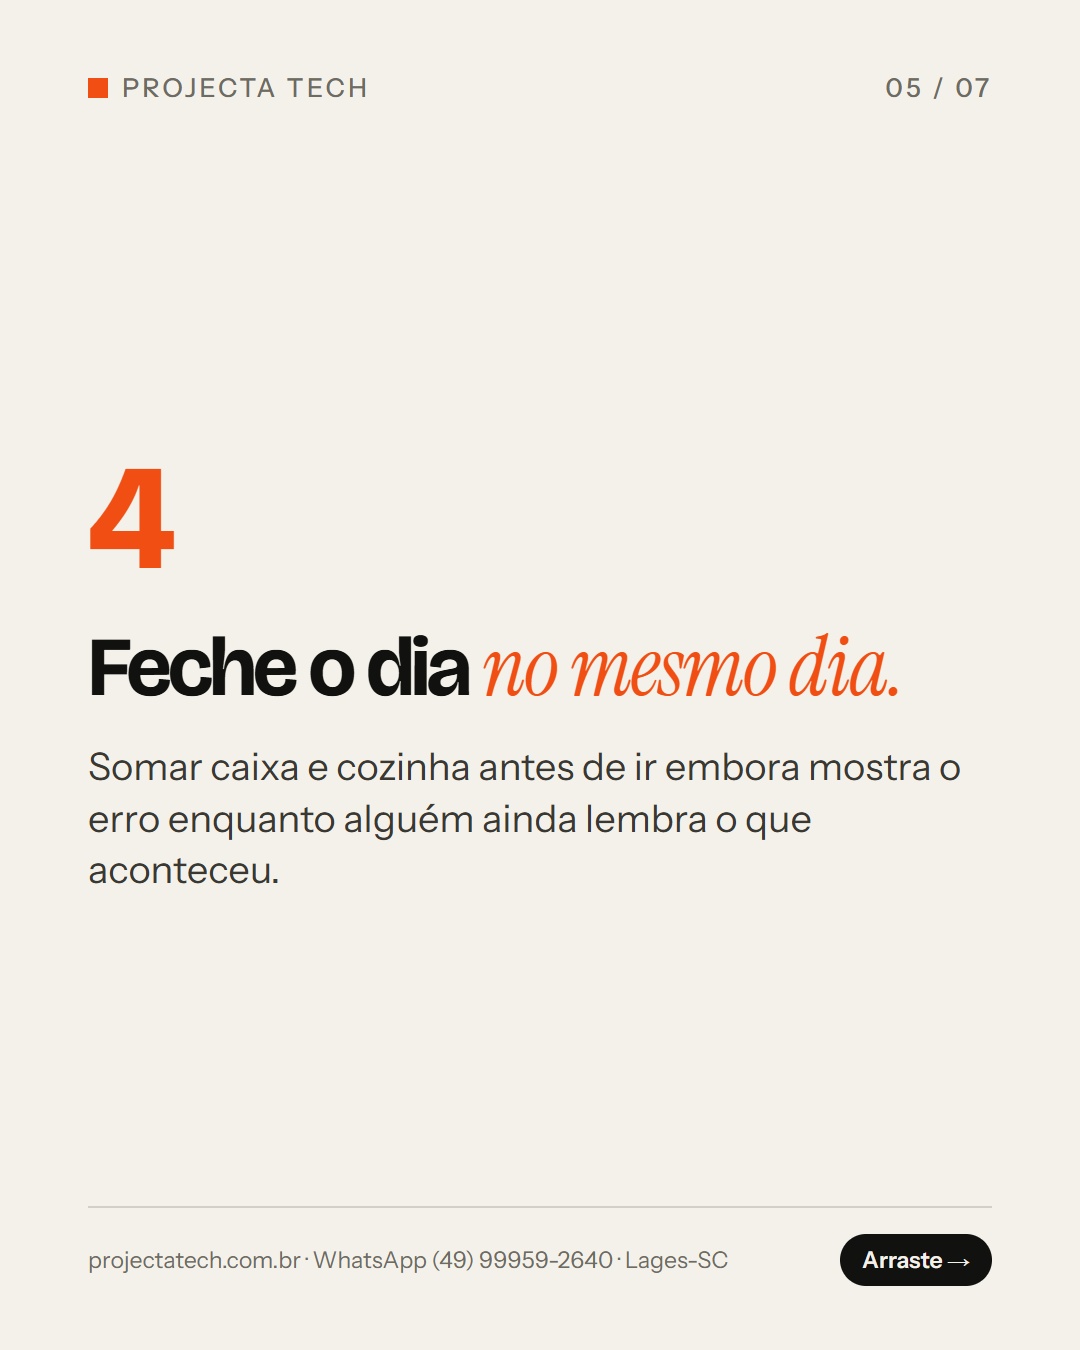 PROJECTA TECH
05 / 07
4
Feche o dia no mesmo dia.
Somar caixa e cozinha antes de ir embora mostra o
erro enquanto alguém ainda lembra o que
aconteceu.
projectatech.com.br · WhatsApp (49) 99959-2640 · Lages-SC
Arraste →